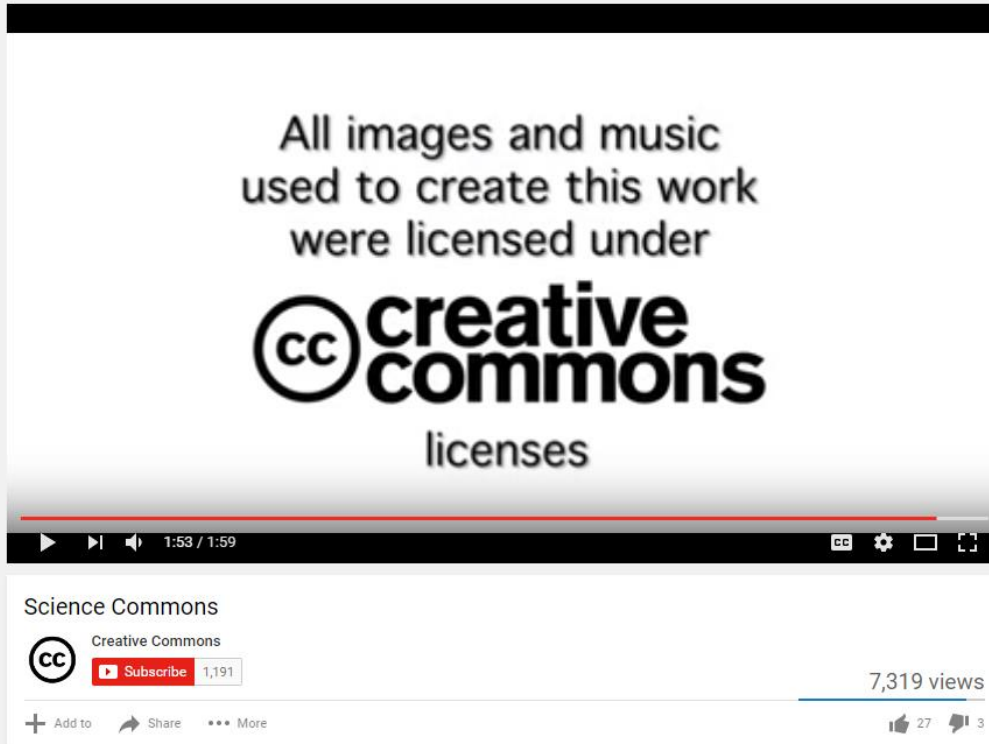 All images and music
used to create this work
were licensed under
cc creative
commons
licenses
1:53 / 1:59
CC
Science Commons
cc
Creative Commons
Subscribe 1,191
7,319 views
Add to Share More
27 3